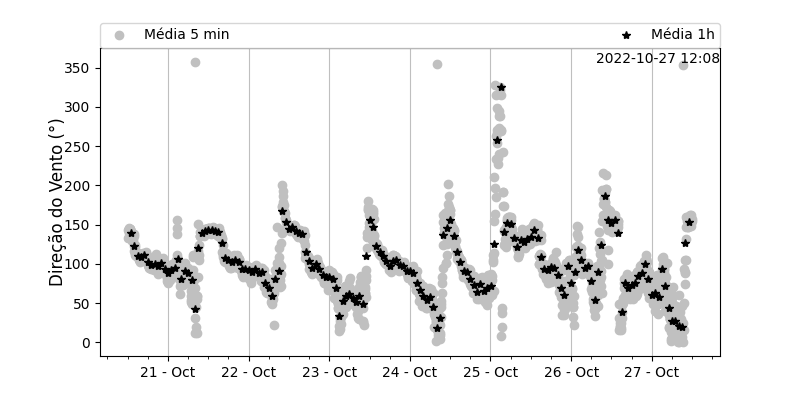 Média 5 min
Média 1h
2022-10-27 12:08
Direção do Vento (°)
350
300
250
200
150
100
50
0
21 - Oct
22 - Oct
23 - Oct
24 - Oct
25 - Oct
26 - Oct
27 - Oct